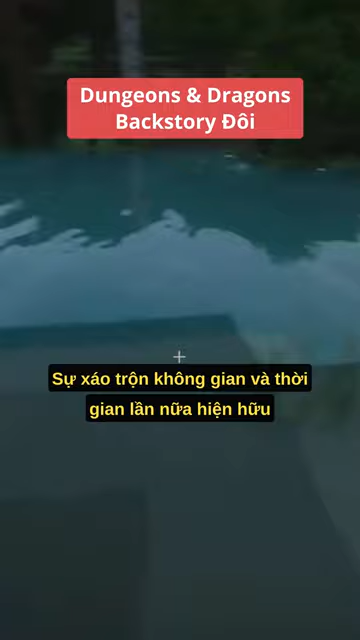 Dungeons & Dragons
Backstory Đôi
Sự xáo trộn không gian và thời
gian lần nữa hiện hữu